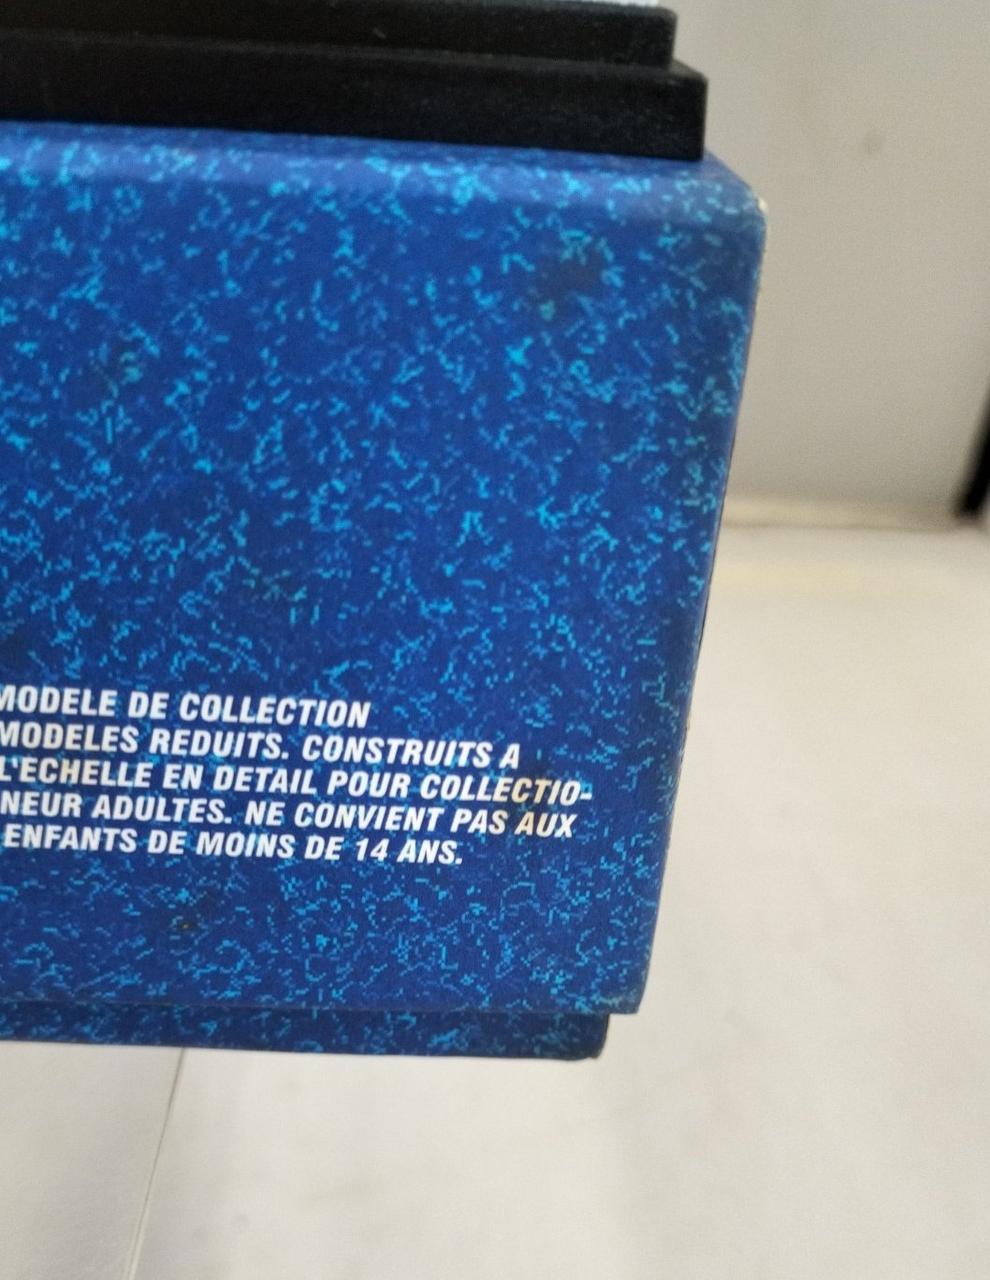 MODELE DE COLLECTION
MODELES REDUITS. CONSTRUITS A
L'ECHELLE EN DETAIL POUR COLLECTIO-
NEUR ADULTES. NE CONVIENT PAS AUX
ENFANTS DE MOINS DE 14 ANS.